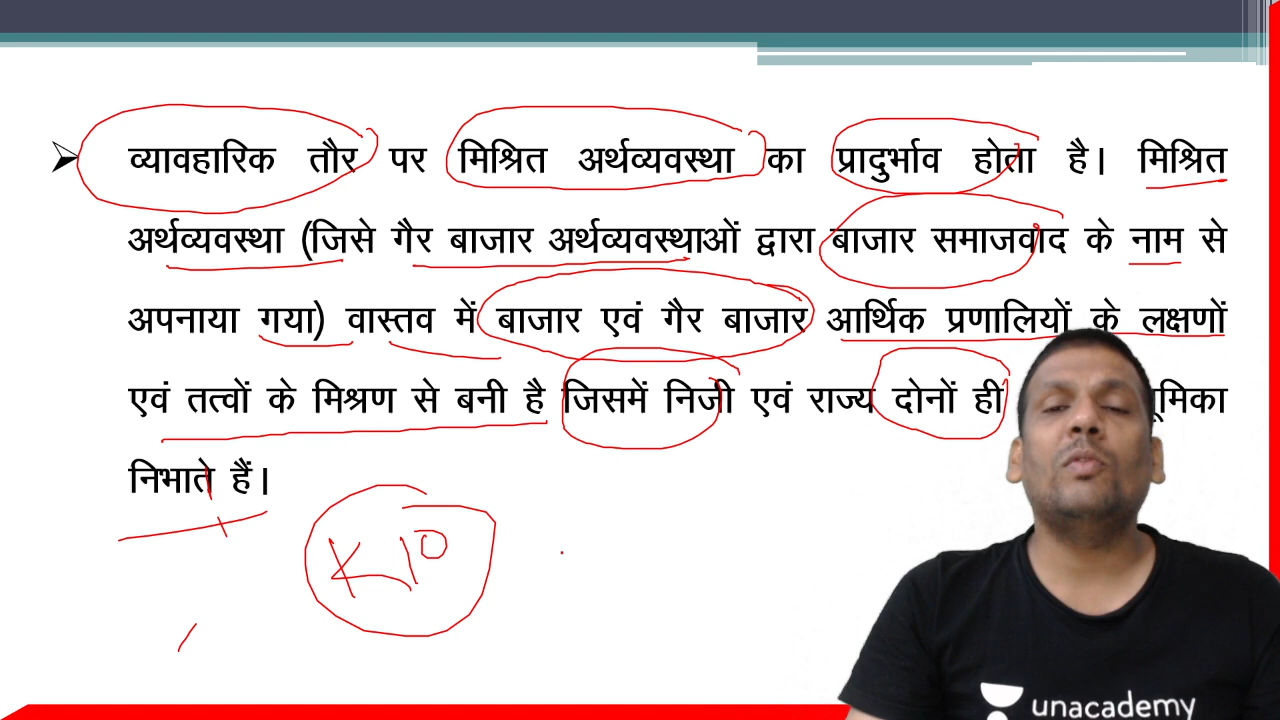 व्यावहारिक तौर पर मिश्रित अर्थव्यवस्था का प्रादुर्भाव होता है। मिश्रित
अर्थव्यवस्था (जिसे गैर बाजार अर्थव्यवस्थाओं द्वारा बाजार समाजवाद के नाम से
अपनाया गया) वास्तव में बाजार एवं गैर बाजार आर्थिक प्रणालियों के लक्षणों
एवं तत्वों के मिश्रण से बनी है जिसमें निजी एवं राज्य दोनों ही
निभाते हैं।
unacademy